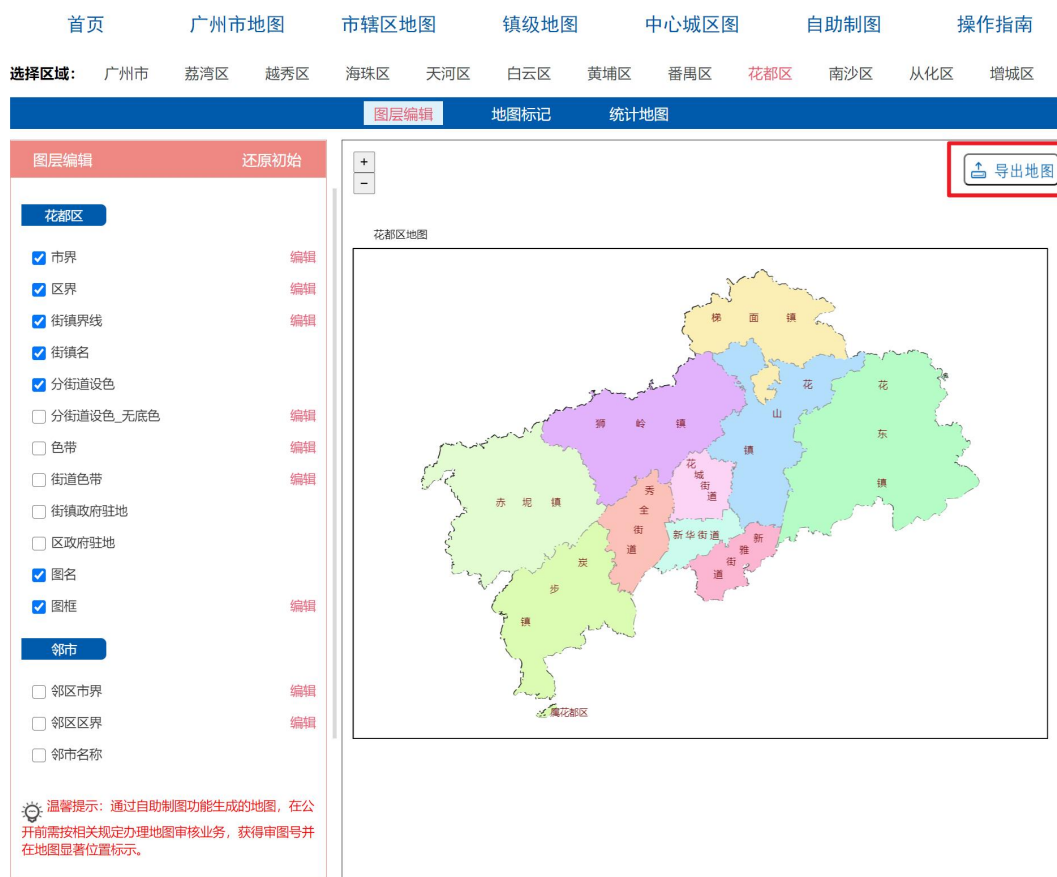 首页 广州市地图 市辖区地图 镇级地图 中心城区图 自助制图 操作指南
选择区域： 广州市 荔湾区 越秀区 海珠区 天河区 白云区 黄埔区 番禺区 花都区 南沙区 从化区 增城区
图层编辑 地图标记 统计地图
图层编辑 还原初始
+
−
导出地图
花都区
花都区地图
市界 编辑
区界 编辑
街镇界线 编辑
街镇名
分街道设色
分街道设色_无底色 编辑
色带 编辑
街道色带 编辑
街镇政府驻地
区政府驻地
图名
图框 编辑
邻市
邻区市界 编辑
邻区区界 编辑
邻市名称
温馨提示：通过自助制图功能生成的地图，在公
开前需按相关规定办理地图审核业务，获得审图号并
在地图显著位置标示。
梯面镇
花山镇
花东镇
狮岭镇
花城街道
秀全街道
赤坭镇
新华街道
新雅街道
炭步镇
属花都区